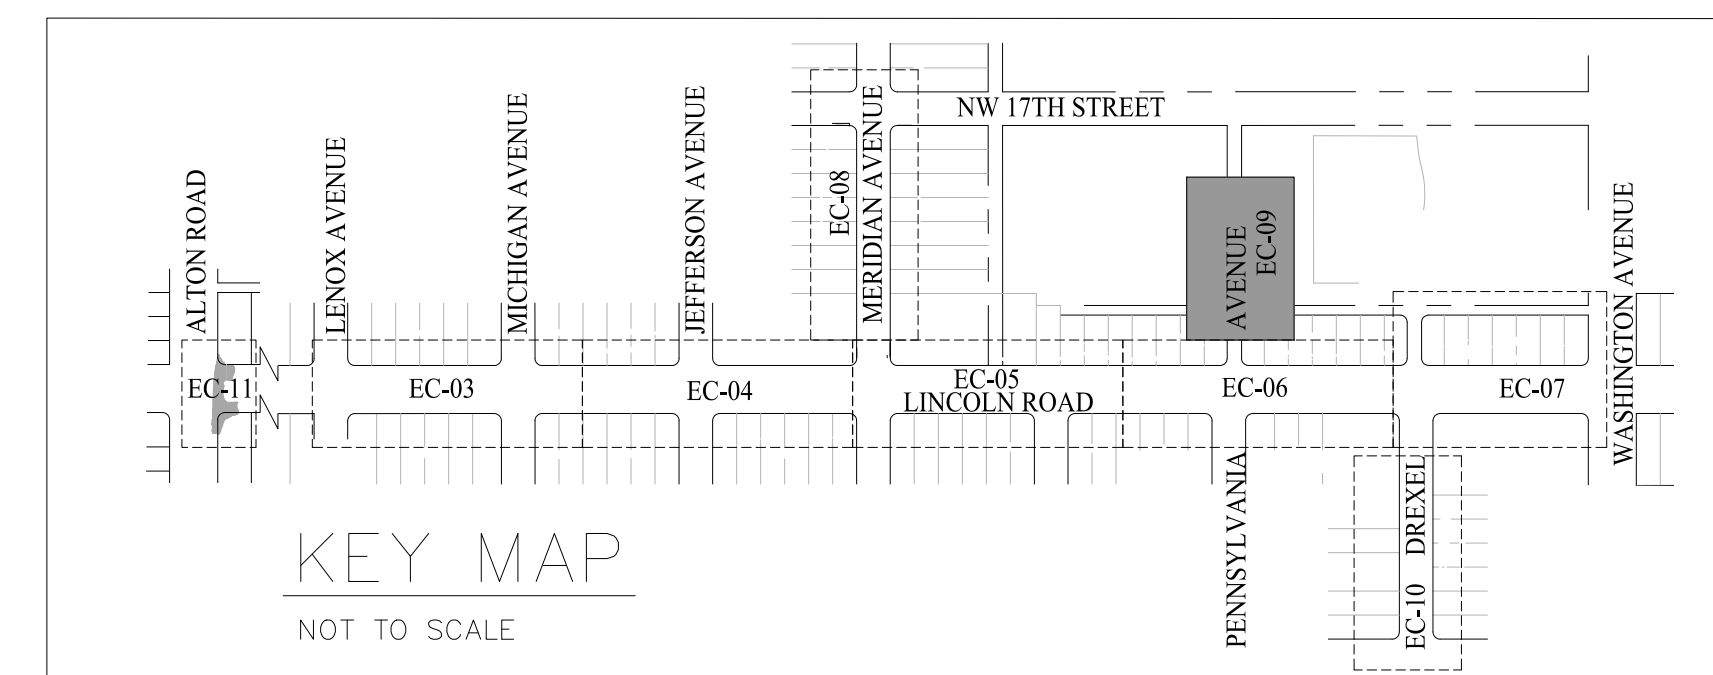 NW 17TH STREET
ALTON ROAD
LENOX AVENUE
MICHIGAN AVENUE
JEFFERSON AVENUE
EC-08
MERIDIAN AVENUE
AVENUE
EC-09
WASHINGTON AVENUE
EC-11
EC-03
EC-04
EC-05
LINCOLN ROAD
EC-06
EC-07
PENNSYLVANIA
EC-10 DREXEL
KEY MAP
NOT TO SCALE